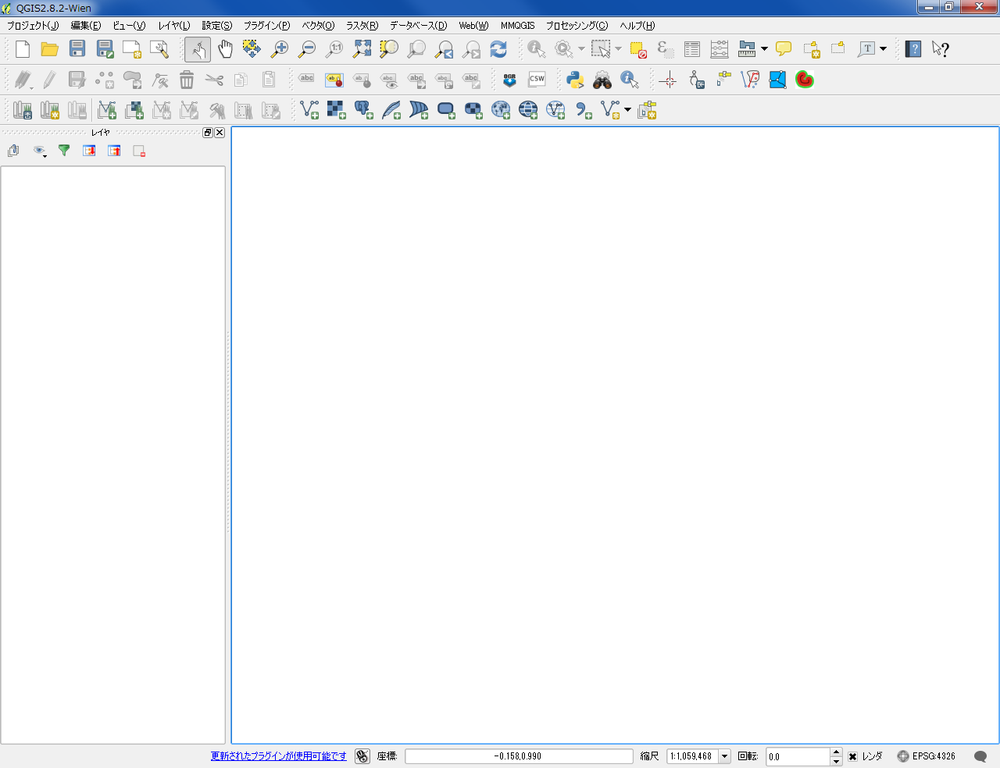 QGIS2.8.2-Wien
プロジェクト(J) 編集(E) ビュー(V) レイヤ(L) 設定(S) プラグイン(P) ベクタ(O) ラスタ(R) データベース(D) Web(W) MMQGIS プロセッシング(C) ヘルプ(H)
1:1 ε T ? ?
abc ab abc abc abc abc OGR CSW
レイヤ
更新されたプラグインが使用可能です 座標: -0.158,0.990 縮尺 1:1,059,468 回転: 0.0 レンダ EPSG:4326